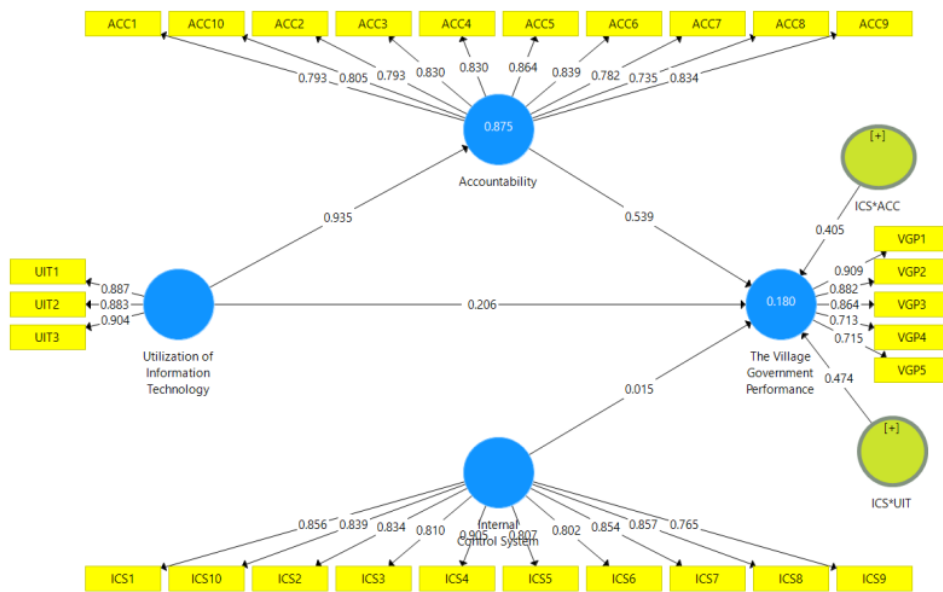 ACC1 ACC10 ACC2 ACC3 ACC4 ACC5 ACC6 ACC7 ACC8 ACC9
0.793 0.805 0.793 0.830 0.830 0.864 0.839 0.782 0.735 0.834
0.875
Accountability
[+]
ICS*ACC
0.935
0.539
0.405
UIT1
UIT2
UIT3
0.887
0.883
0.904
Utilization of
Information
Technology
0.206
0.180
The Village
Government
Performance
0.909
0.882
0.864
0.713
0.715
VGP1
VGP2
VGP3
VGP4
VGP5
0.015
0.474
[+]
ICS*UIT
Internal
Control System
0.856 0.839 0.834 0.810 0.905 0.807 0.802 0.854 0.857 0.765
ICS1 ICS10 ICS2 ICS3 ICS4 ICS5 ICS6 ICS7 ICS8 ICS9